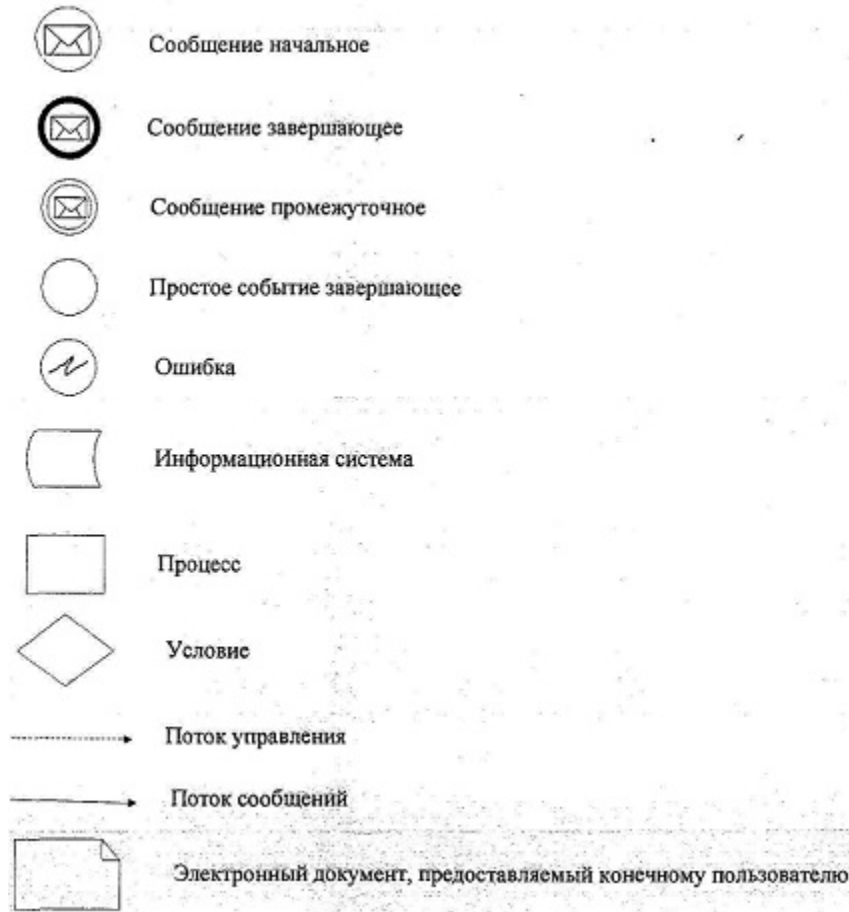 Сообщение начальное
Сообщение завершающее
Сообщение промежуточное
Простое событие завершающее
Ошибка
Информационная система
Процесс
Условие
Поток управления
Поток сообщений
Электронный документ, предоставляемый конечному пользователю